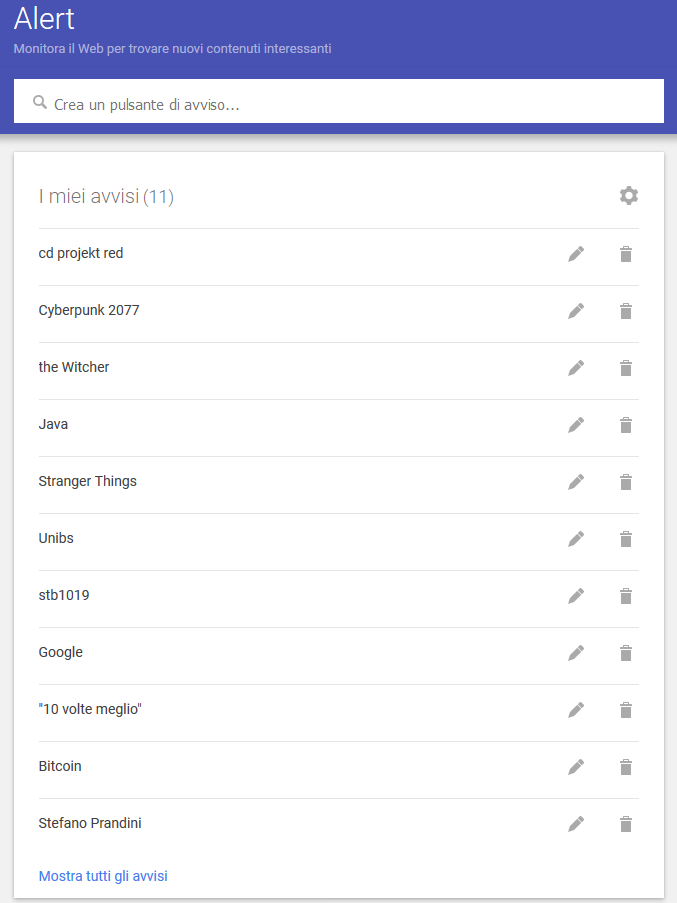 Alert
Monitora il Web per trovare nuovi contenuti interessanti
Crea un pulsante di avviso...
I miei avvisi (11)
cd projekt red
Cyberpunk 2077
the Witcher
Java
Stranger Things
Unibs
stb1019
Google
"10 volte meglio"
Bitcoin
Stefano Prandini
Mostra tutti gli avvisi